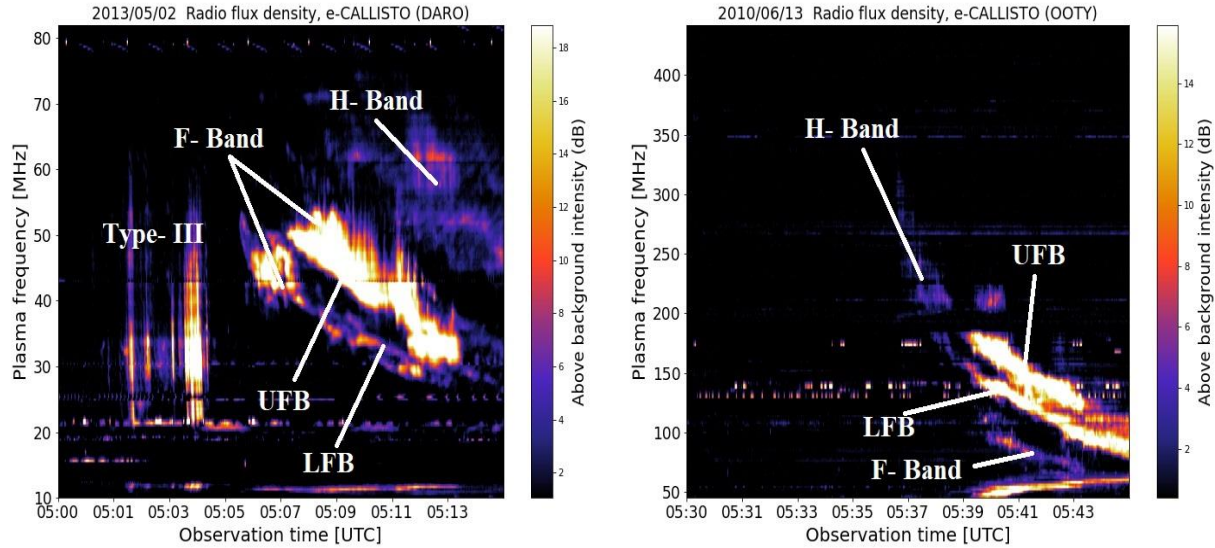 2013/05/02 Radio flux density, e-CALLISTO (DARO)
Plasma frequency [MHz]
80
70
60
50
40
30
20
10
H- Band
F- Band
Type- III
UFB
LFB
05:00 05:01 05:03 05:05 05:07 05:09 05:11 05:13
Observation time [UTC]
18
16
14
12
10
8
6
4
2
Above background intensity (dB)
2010/06/13 Radio flux density, e-CALLISTO (OOTY)
Plasma frequency [MHz]
400
350
300
250
200
150
100
50
H- Band
UFB
LFB
F- Band
05:30 05:31 05:33 05:35 05:37 05:39 05:41 05:43
Observation time [UTC]
14
12
10
8
6
4
2
Above background intensity (dB)